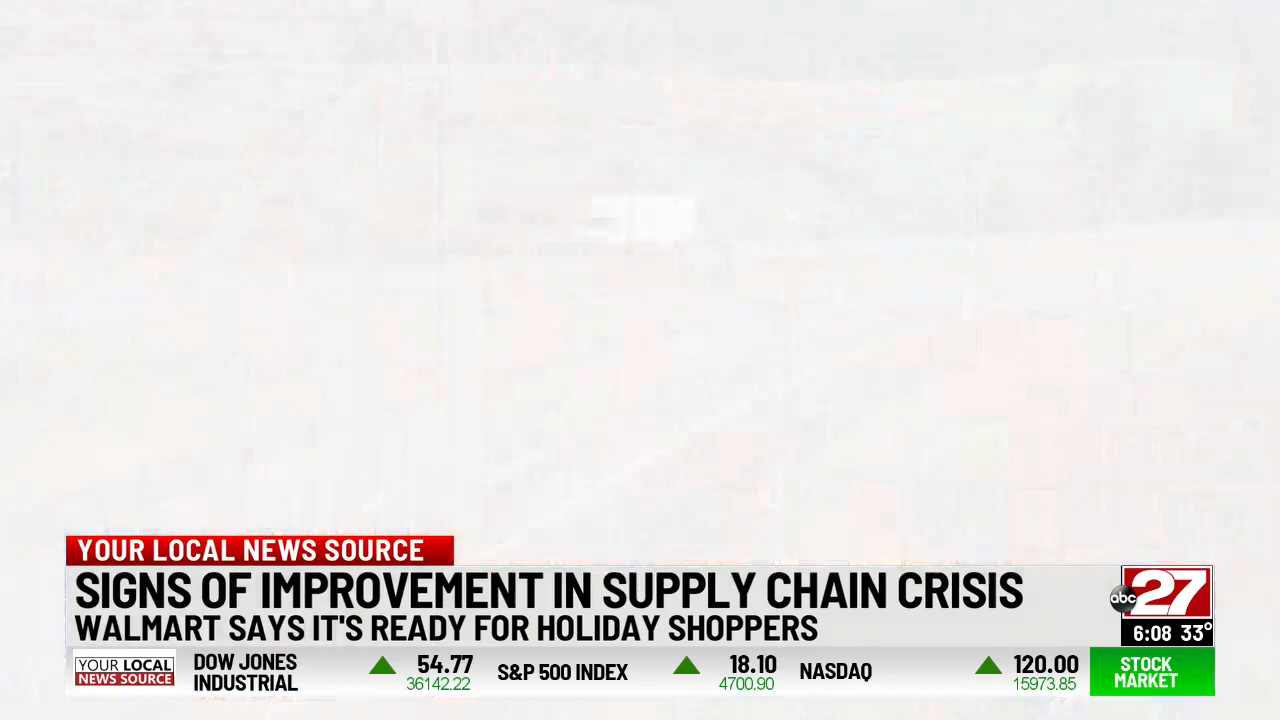 YOUR LOCAL NEWS SOURCE
SIGNS OF IMPROVEMENT IN SUPPLY CHAIN CRISIS
WALMART SAYS IT'S READY FOR HOLIDAY SHOPPERS
abc 27
6:08 33°
YOUR LOCAL
NEWS SOURCE
DOW JONES
INDUSTRIAL
54.77
36142.22
S&P 500 INDEX
18.10
4700.90
NASDAQ
120.00
15973.85
STOCK
MARKET